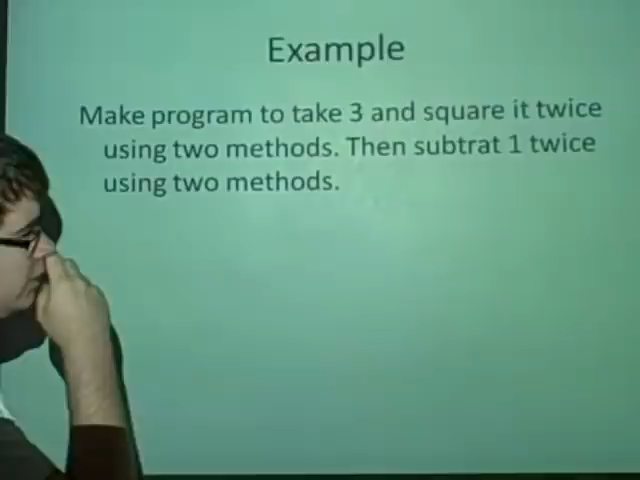 Example
Make program to take 3 and square it twice
using two methods. Then subtrat 1 twice
using two methods.